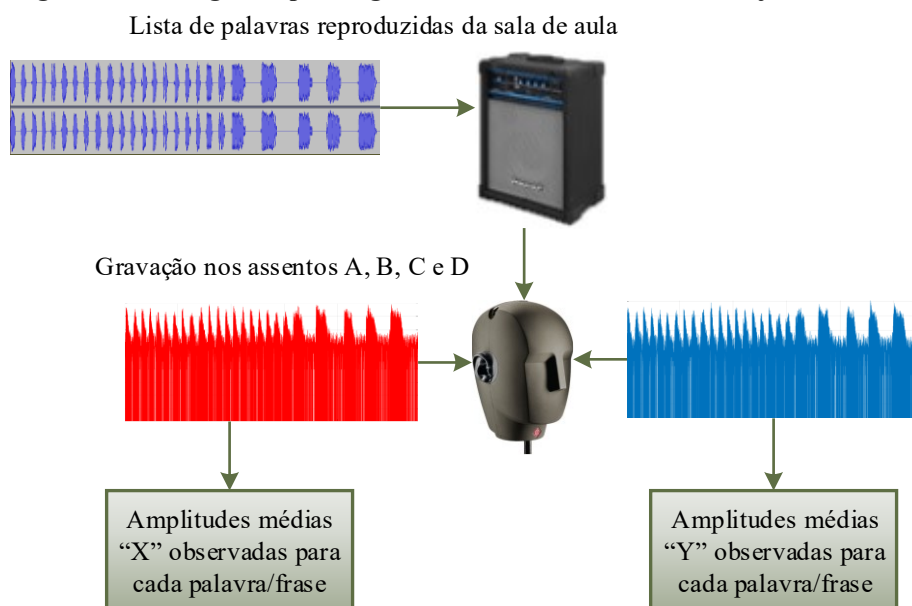 Lista de palavras reproduzidas da sala de aula
Gravação nos assentos A, B, C e D
Amplitudes médias
“X” observadas para
cada palavra/frase
Amplitudes médias
“Y” observadas para
cada palavra/frase